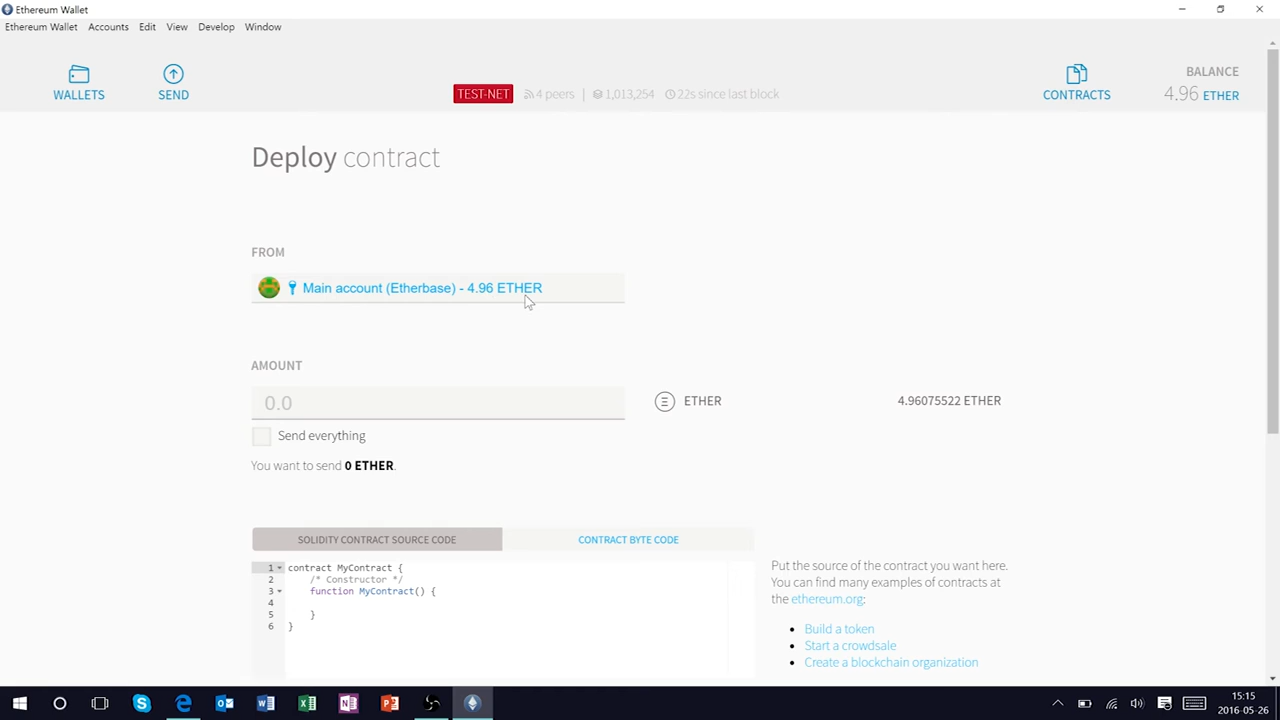 Ethereum Wallet
Ethereum Wallet Accounts Edit View Develop Window
WALLETS
SEND
TEST-NET 4 peers | 1,013,254 22s since last block
CONTRACTS
BALANCE
4.96 ETHER
Deploy contract
FROM
Main account (Etherbase) - 4.96 ETHER
AMOUNT
0.0
ETHER
4.96075522 ETHER
Send everything
You want to send 0 ETHER.
SOLIDITY CONTRACT SOURCE CODE
CONTRACT BYTE CODE
1 contract MyContract {
2 /* Constructor */
3 function MyContract() {
4
5 }
6 }
Put the source of the contract you want here.
You can find many examples of contracts at
the ethereum.org:
• Build a token
• Start a crowdsale
• Create a blockchain organization
15:15
2016-05-26